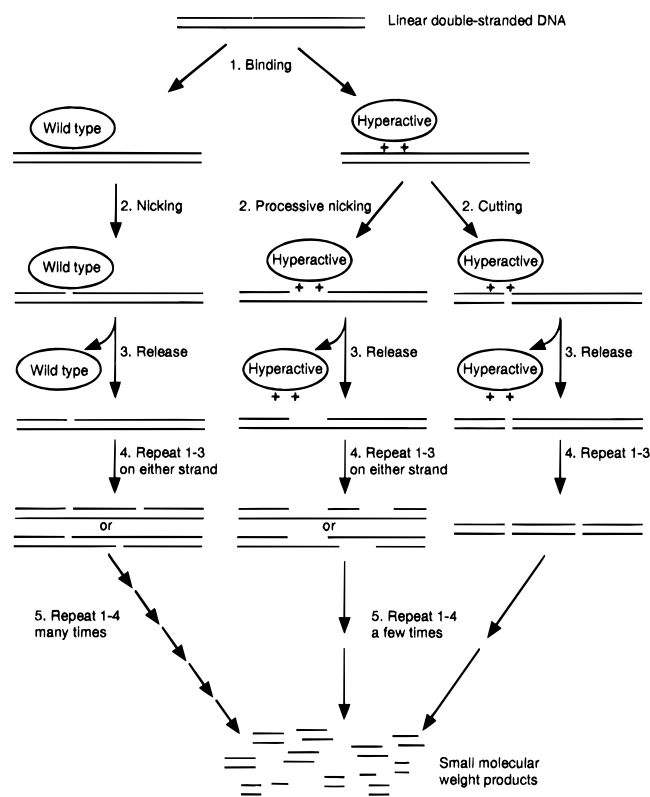 Linear double-stranded DNA
1. Binding
Wild type
Hyperactive
+ +
2. Nicking
2. Processive nicking
2. Cutting
Wild type
Hyperactive
+ +
Hyperactive
+ +
3. Release
3. Release
3. Release
Wild type
Hyperactive
+ +
Hyperactive
+ +
4. Repeat 1-3
on either strand
4. Repeat 1-3
on either strand
4. Repeat 1-3
or
or
5. Repeat 1-4
many times
5. Repeat 1-4
a few times
Small molecular
weight products